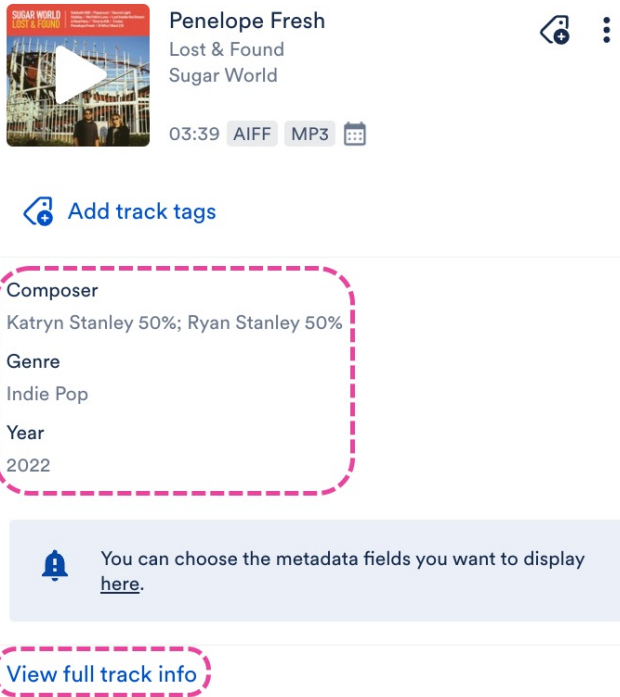 SUGAR WORLD
LOST & FOUND
Penelope Fresh
Lost & Found
Sugar World
03:39 AIFF MP3
Add track tags
Composer
Katryn Stanley 50%; Ryan Stanley 50%
Genre
Indie Pop
Year
2022
You can choose the metadata fields you want to display
here.
View full track info